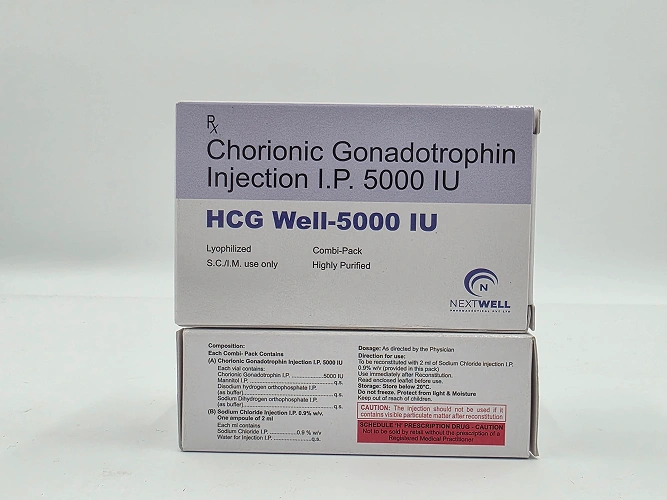 Rx
Chorionic Gonadotrophin
Injection I.P. 5000 IU
HCG Well-5000 IU
Lyophilized Combi-Pack
S.C./I.M. use only Highly Purified
N
NEXTWELL
PHARMACEUTICAL PVT LTD
Composition:
Each Combi- Pack Contains
(A) Chorionic Gonadotrophin Injection I.P. 5000 IU
Each vial contains:
Chorionic Gonadotrophin I.P. ...................5000 IU
Mannitol I.P. ........................................q.s.
Disodium hydrogen orthophosphate I.P.
(as buffer)............................................q.s.
Sodium Dihydrogen orthophosphate I.P.
(as buffer)............................................q.s.
(B) Sodium Chloride Injection I.P. 0.9% w/v,
One ampoule of 2 ml
Each ml contains
Sodium Chloride I.P. ...................0.9 % w/v
Water for Injection I.P. ...................q.s.
Dosage: As directed by the Physician
Direction for use:
To be reconstituted with 2 ml of Sodium Chloride injection I.P.
0.9% w/v (provided in this pack)
Use Immediately after Reconstitution.
Read enclosed leaflet before use.
Storage: Store below 20°C.
Do not freeze. Protect from light & Moisture
Keep out of reach of children.
CAUTION: The injection should not be used if it
contains visible particulate matter after reconstitution
SCHEDULE 'H' PRESCRIPTION DRUG - CAUTION
Not to be sold by retail without the prescription of a
Registered Medical Practitioner.